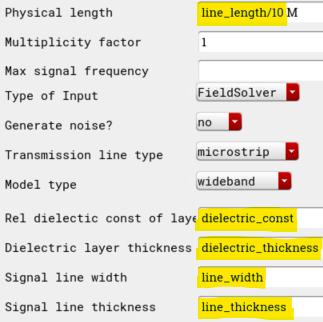 Physical length line_length/10 M
Multiplicity factor 1
Max signal frequency
Type of Input FieldSolver
Generate noise? no
Transmission line type microstrip
Model type wideband
Rel dielectric const of laye dielectric_const
Dielectric layer thickness dielectric_thickness
Signal line width line_width
Signal line thickness line_thickness